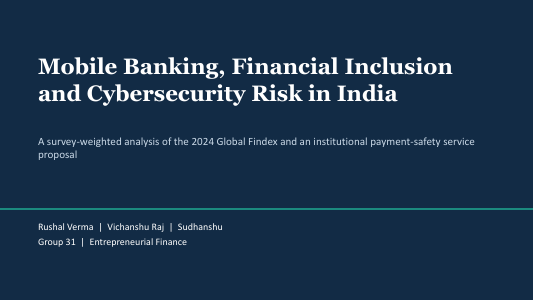 Mobile Banking, Financial Inclusion
and Cybersecurity Risk in India
A survey-weighted analysis of the 2024 Global Findex and an institutional payment-safety service
proposal
Rushal Verma | Vichanshu Raj | Sudhanshu
Group 31 | Entrepreneurial Finance